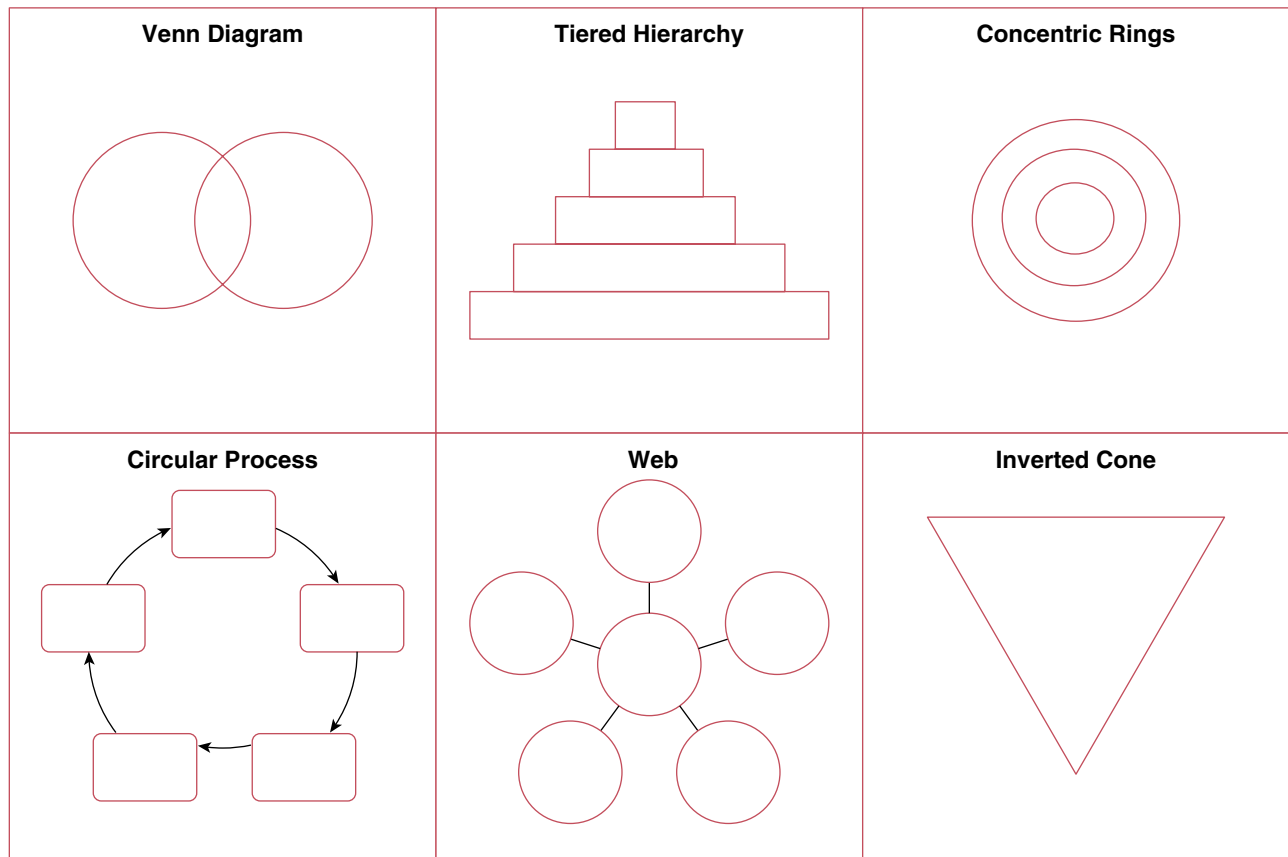 Venn Diagram
Tiered Hierarchy
Concentric Rings
Circular Process
Web
Inverted Cone